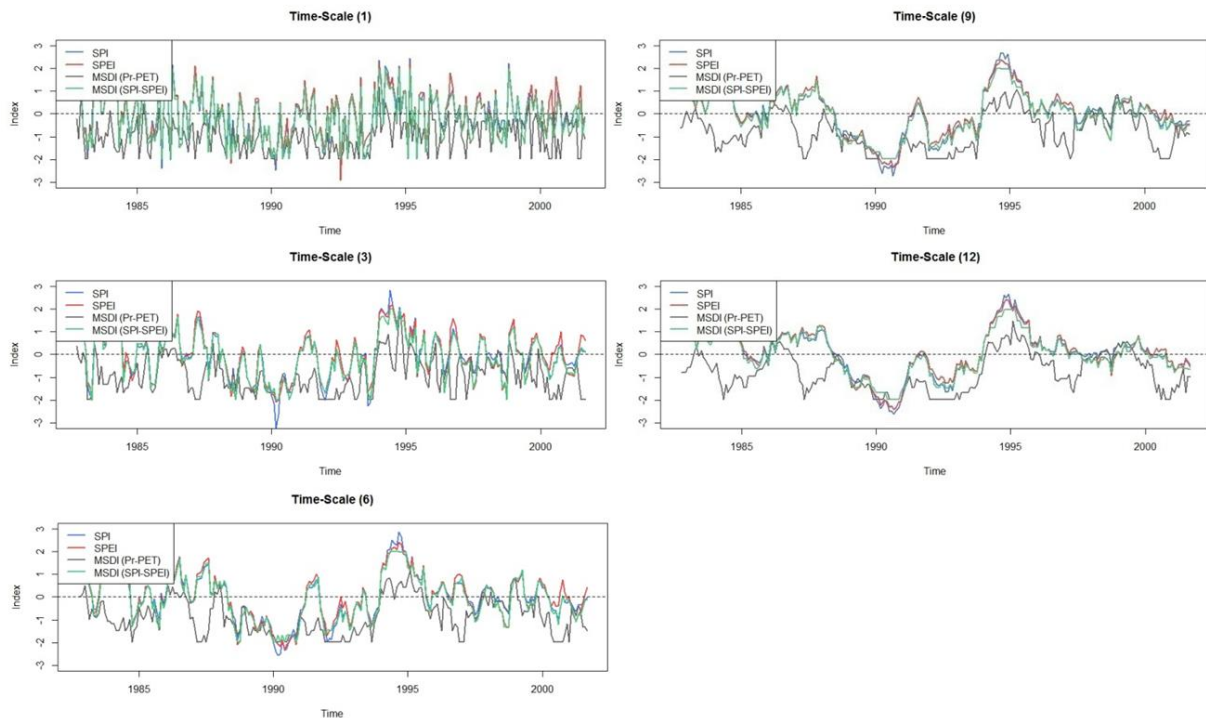 Time-Scale (1)
SPI
SPEI
MSDI (Pr-PET)
MSDI (SPI-SPEI)
Index
3
2
1
0
-1
-2
-3
1985
1990
1995
2000
Time
Time-Scale (9)
SPI
SPEI
MSDI (Pr-PET)
MSDI (SPI-SPEI)
Index
3
2
1
0
-1
-2
-3
1985
1990
1995
2000
Time
Time-Scale (3)
SPI
SPEI
MSDI (Pr-PET)
MSDI (SPI-SPEI)
Index
3
2
1
0
-1
-2
-3
1985
1990
1995
2000
Time
Time-Scale (12)
SPI
SPEI
MSDI (Pr-PET)
MSDI (SPI-SPEI)
Index
3
2
1
0
-1
-2
-3
1985
1990
1995
2000
Time
Time-Scale (6)
SPI
SPEI
MSDI (Pr-PET)
MSDI (SPI-SPEI)
Index
3
2
1
0
-1
-2
-3
1985
1990
1995
2000
Time